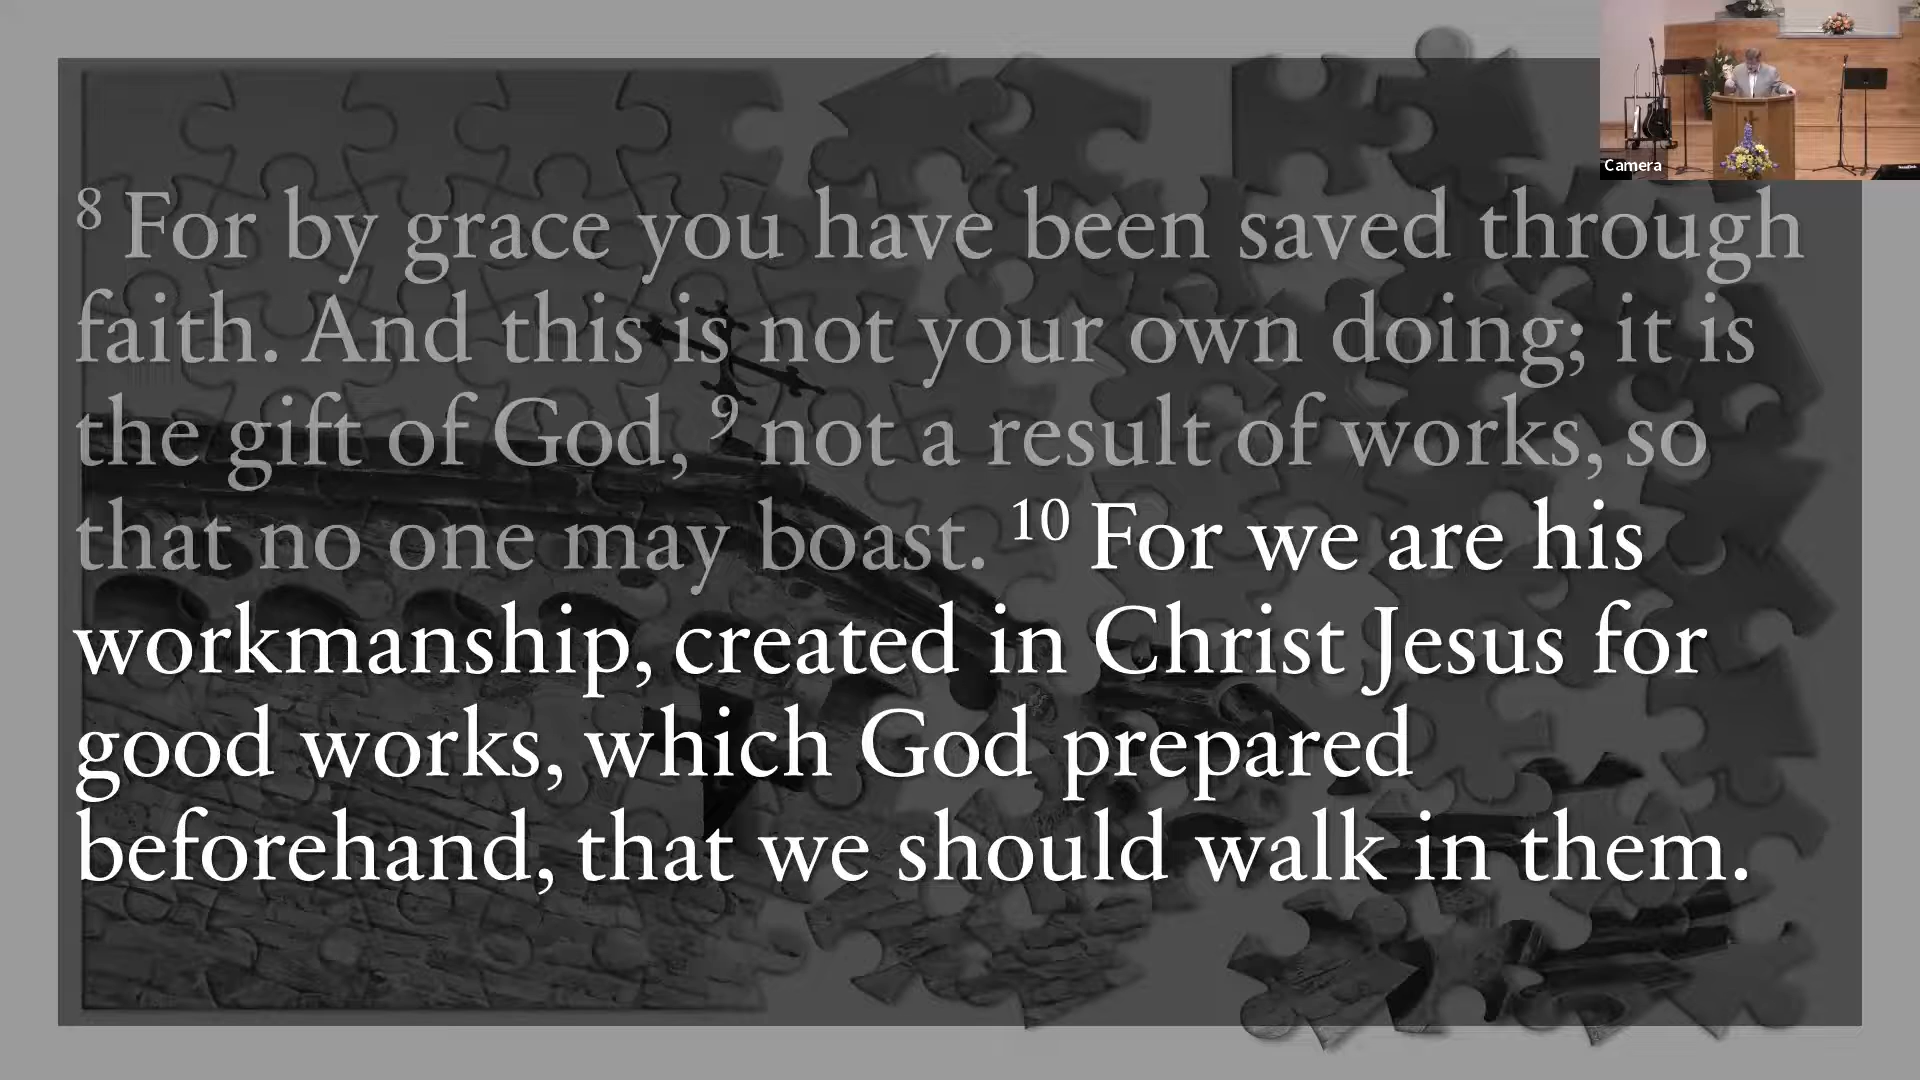 Camera
8 For by grace you have been saved through
faith. And this is not your own doing; it is
the gift of God, 9 not a result of works, so
that no one may boast. 10 For we are his
workmanship, created in Christ Jesus for
good works, which God prepared
beforehand, that we should walk in them.